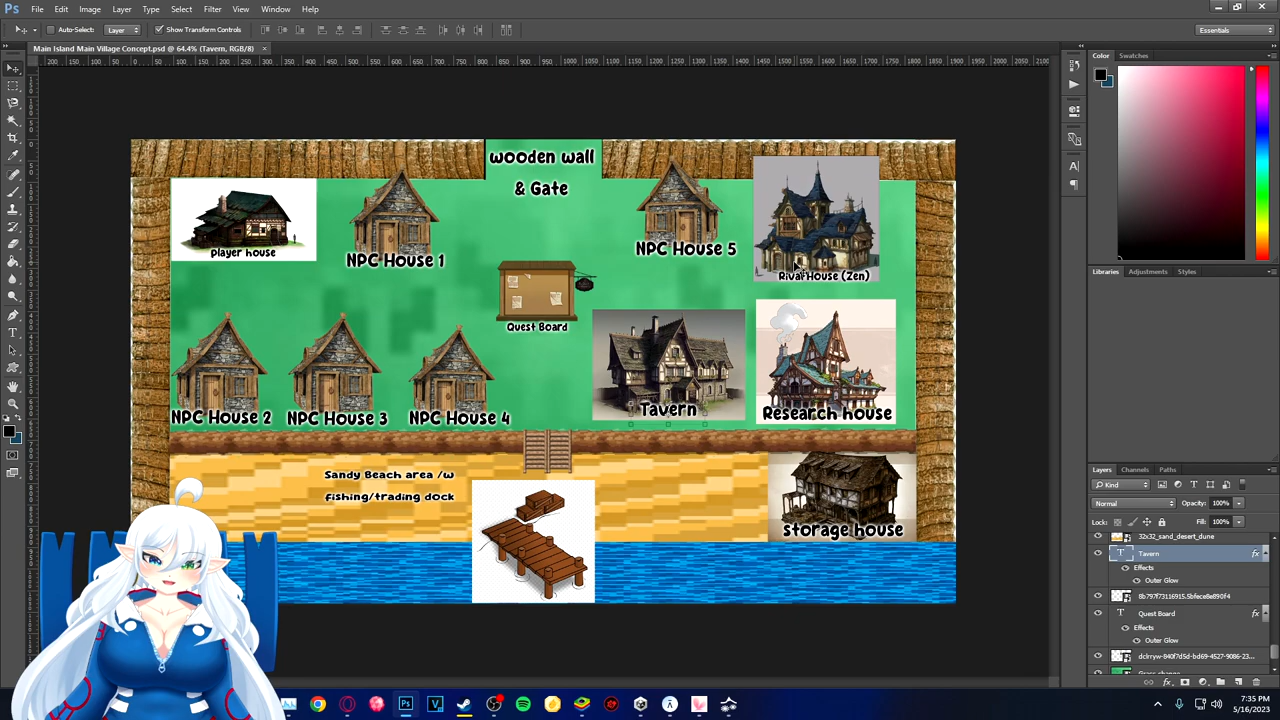 Ps File Edit Image Layer Type Select Filter View Window Help
Auto-Select: Layer Show Transform Controls Essentials
Main Island Main Village Concept.psd @ 64.4% (Tavern, RGB/8)
Color Swatches
wooden wall
& Gate
Player house
NPC House 1
NPC House 5
Rival House (Zen)
Quest Board
NPC House 2 NPC House 3 NPC House 4
Tavern
Research house
Sandy Beach area /w
fishing/trading dock
storage house
Libraries Adjustments Styles
Layers Channels Paths
Kind
Normal Opacity: 100%
Lock: Fill: 100%
32x32_sand_desert_dune
Tavern fx
Effects
Outer Glow
8b797f73116915.5bfece8e890f4
Quest Board fx
Effects
Outer Glow
7:35 PM
5/16/2023